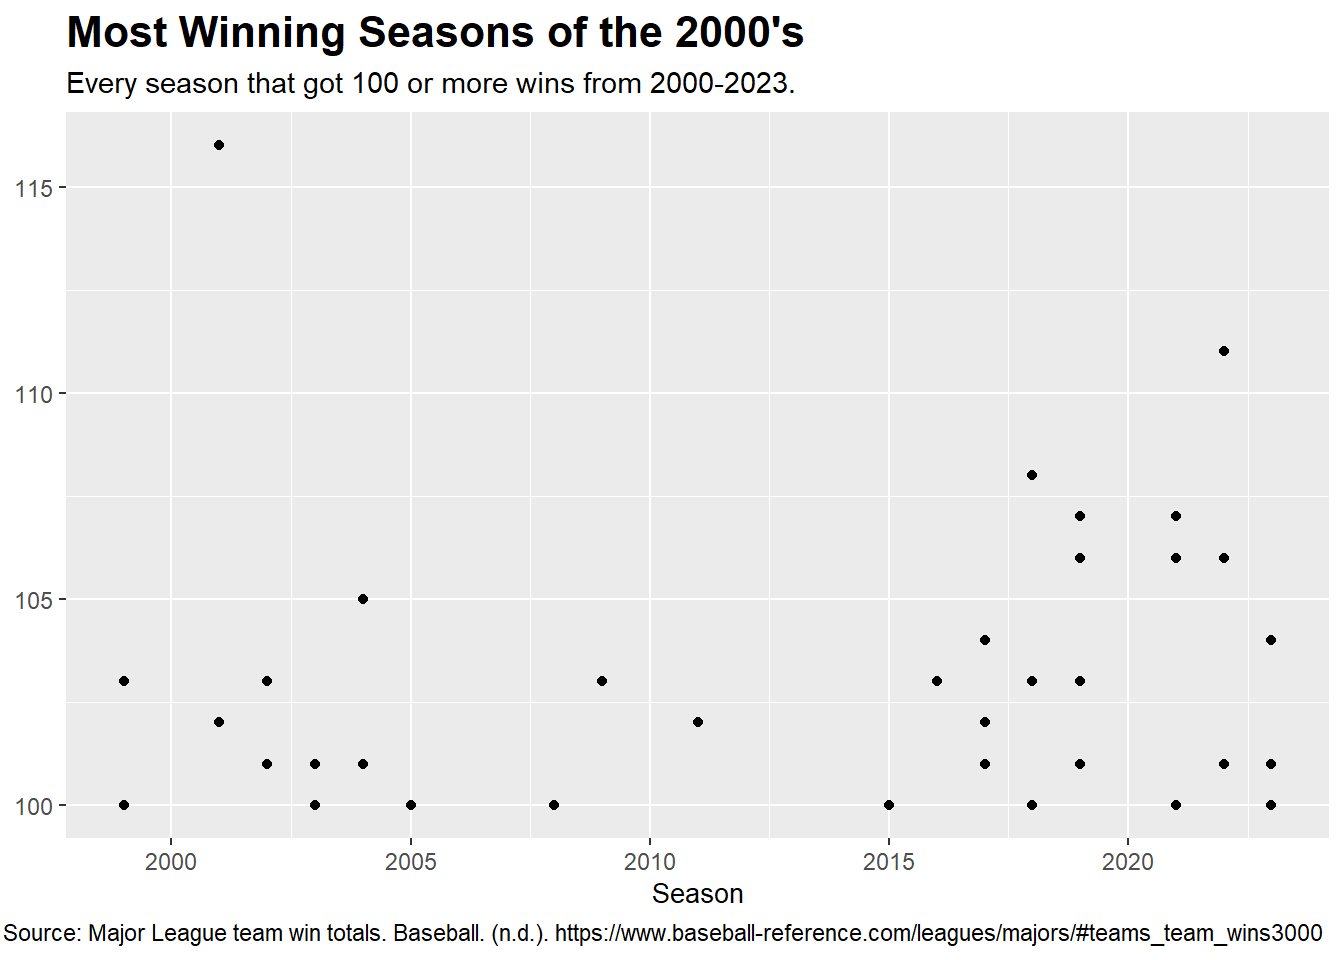 Most Winning Seasons of the 2000's
Every season that got 100 or more wins from 2000-2023.
115
110
105
100
2000 2005 2010 2015 2020
Season
Source: Major League team win totals. Baseball. (n.d.). https://www.baseball-reference.com/leagues/majors/#teams_team_wins3000